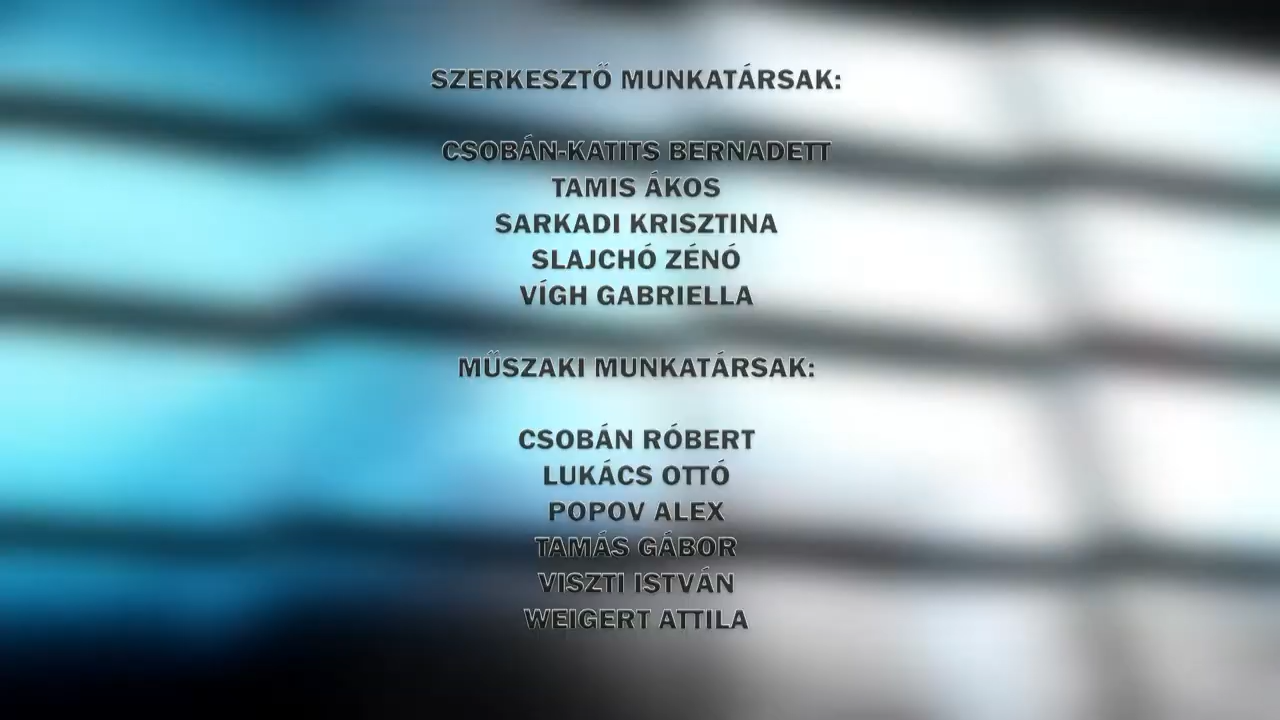 SZERKESZTŐ MUNKATÁRSAK:
CSOBÁN-KATITS BERNADETT
TAMIS ÁKOS
SARKADI KRISZTINA
SLAJCHÓ ZÉNÓ
VÍGH GABRIELLA
MŰSZAKI MUNKATÁRSAK:
CSOBÁN RÓBERT
LUKÁCS OTTÓ
POPOV ALEX
TAMÁS GÁBOR
VISZTI ISTVÁN
WEIGERT ATTILA